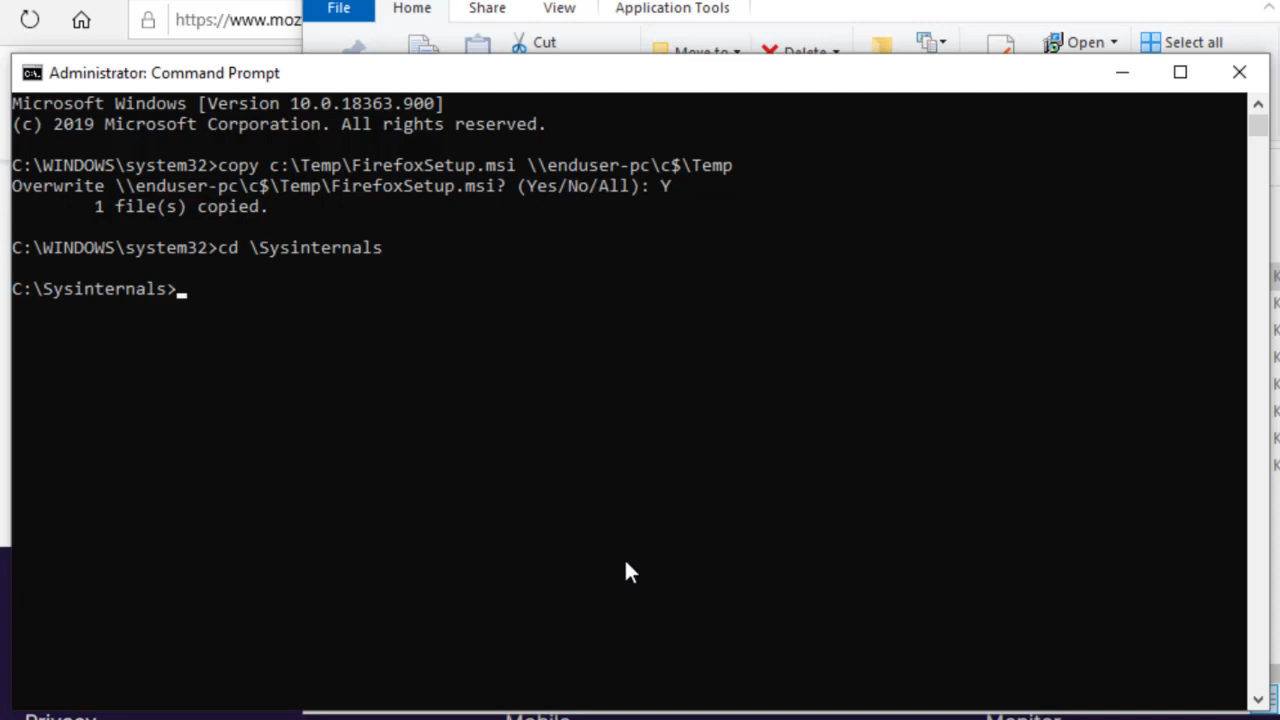 https://www.moz
File Home Share View Application Tools
Cut
Move to
Delete
Open
Select all
Administrator: Command Prompt
Microsoft Windows [Version 10.0.18363.900]
(c) 2019 Microsoft Corporation. All rights reserved.
C:\WINDOWS\system32>copy c:\Temp\FirefoxSetup.msi \\enduser-pc\c$\Temp
Overwrite \\enduser-pc\c$\Temp\FirefoxSetup.msi? (Yes/No/All): Y
1 file(s) copied.
C:\WINDOWS\system32>cd \Sysinternals
C:\Sysinternals>
Privacy
Mobile
Monitor